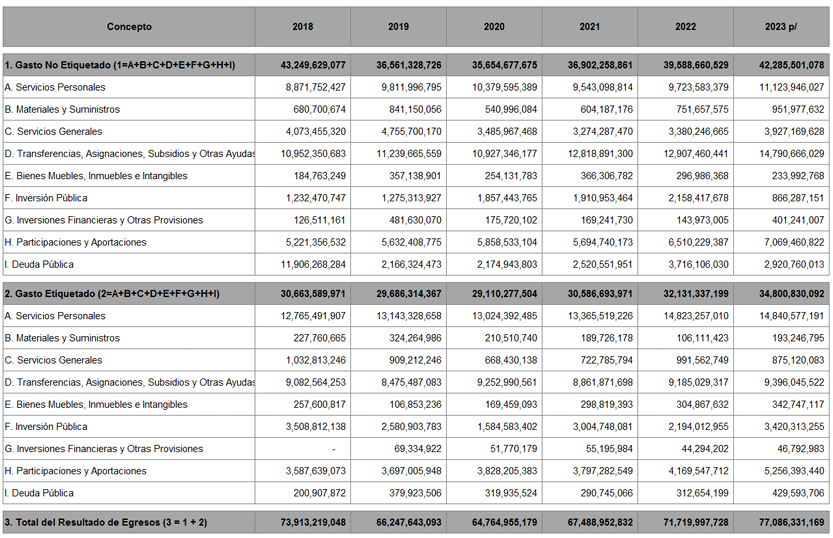 Concepto 2018 2019 2020 2021 2022 2023 p/
1. Gasto No Etiquetado (1=A+B+C+D+E+F+G+H+I) 43,249,629,077 36,561,328,726 35,654,677,675 36,902,258,861 39,588,660,529 42,285,501,078
A. Servicios Personales 8,871,752,427 9,811,996,795 10,379,595,389 9,543,098,814 9,723,583,379 11,123,946,027
B. Materiales y Suministros 680,700,674 841,150,056 540,996,084 604,187,176 751,657,575 951,977,632
C. Servicios Generales 4,073,455,320 4,755,700,170 3,485,967,468 3,274,287,470 3,380,246,665 3,927,169,628
D. Transferencias, Asignaciones, Subsidios y Otras Ayudas 10,952,350,683 11,239,665,559 10,927,346,177 12,818,891,300 12,907,460,441 14,790,666,029
E. Bienes Muebles, Inmuebles e Intangibles 184,763,249 357,138,901 254,131,783 366,306,782 296,986,368 233,992,768
F. Inversión Pública 1,232,470,747 1,275,313,927 1,857,443,765 1,910,953,464 2,158,417,678 866,287,151
G. Inversiones Financieras y Otras Provisiones 126,511,161 481,630,070 175,720,102 169,241,730 143,973,005 401,241,007
H. Participaciones y Aportaciones 5,221,356,532 5,632,408,775 5,858,533,104 5,694,740,173 6,510,229,387 7,069,460,822
I. Deuda Pública 11,906,268,284 2,166,324,473 2,174,943,803 2,520,551,951 3,716,106,030 2,920,760,013
2. Gasto Etiquetado (2=A+B+C+D+E+F+G+H+I) 30,663,589,971 29,686,314,367 29,110,277,504 30,586,693,971 32,131,337,199 34,800,830,092
A. Servicios Personales 12,765,491,907 13,143,328,658 13,024,392,485 13,365,519,226 14,823,257,010 14,840,577,191
B. Materiales y Suministros 227,760,665 324,264,986 210,510,740 189,726,178 106,111,423 193,246,795
C. Servicios Generales 1,032,813,246 909,212,246 668,430,138 722,785,794 991,562,749 875,120,083
D. Transferencias, Asignaciones, Subsidios y Otras Ayudas 9,082,564,253 8,475,487,083 9,252,990,561 8,861,871,698 9,185,029,317 9,396,045,522
E. Bienes Muebles, Inmuebles e Intangibles 257,600,817 106,853,236 169,459,093 298,819,393 304,867,632 342,747,117
F. Inversión Pública 3,508,812,138 2,580,903,783 1,584,583,402 3,004,748,081 2,194,012,955 3,420,313,255
G. Inversiones Financieras y Otras Provisiones - 69,334,922 51,770,179 55,195,984 44,294,202 46,792,983
H. Participaciones y Aportaciones 3,587,639,073 3,697,005,948 3,828,205,383 3,797,282,549 4,169,547,712 5,256,393,440
I. Deuda Pública 200,907,872 379,923,506 319,935,524 290,745,066 312,654,199 429,593,706
3. Total del Resultado de Egresos (3 = 1 + 2) 73,913,219,048 66,247,643,093 64,764,955,179 67,488,952,832 71,719,997,728 77,086,331,169